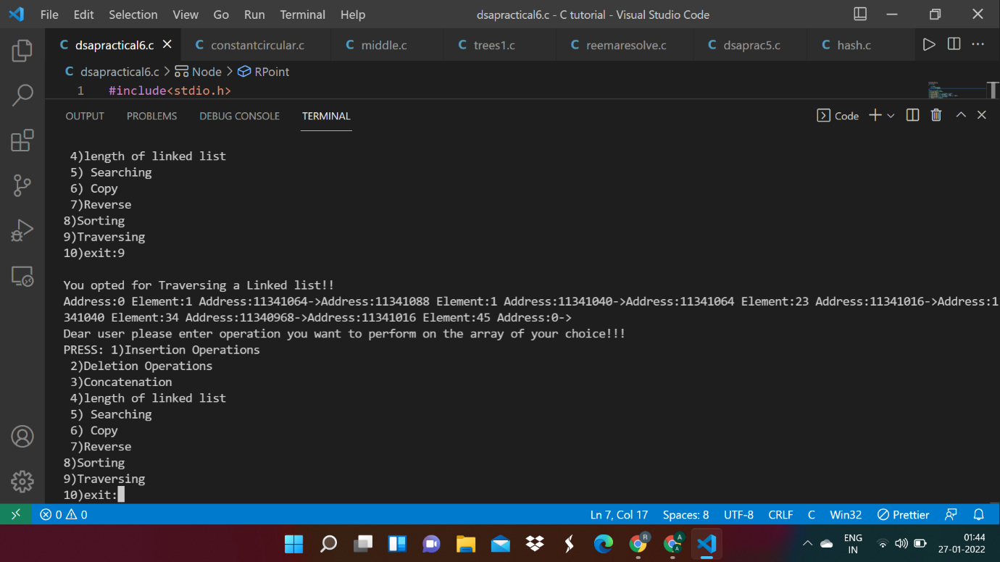 File Edit Selection View Go Run Terminal Help dsapractical6.c - C tutorial - Visual Studio Code
C dsapractical6.c C constantcircular.c C middle.c C trees1.c C reemaresolve.c C dsaprac5.c C hash.c
C dsapractical6.c > Node > RPoint
1 #include<stdio.h>
OUTPUT PROBLEMS DEBUG CONSOLE TERMINAL Code
4)length of linked list
5) Searching
6) Copy
7)Reverse
8)Sorting
9)Traversing
10)exit:9
You opted for Traversing a Linked list!!
Address:0 Element:1 Address:11341064->Address:11341088 Element:1 Address:11341040->Address:11341064 Element:23 Address:11341016->Address:1
341040 Element:34 Address:11340968->Address:11341016 Element:45 Address:0->
Dear user please enter operation you want to perform on the array of your choice!!!
PRESS: 1)Insertion Operations
2)Deletion Operations
3)Concatenation
4)length of linked list
5) Searching
6) Copy
7)Reverse
8)Sorting
9)Traversing
10)exit:
0 0 Ln 7, Col 17 Spaces: 8 UTF-8 CRLF C Win32 Prettier
R A A ENG 01:44
IN 27-01-2022